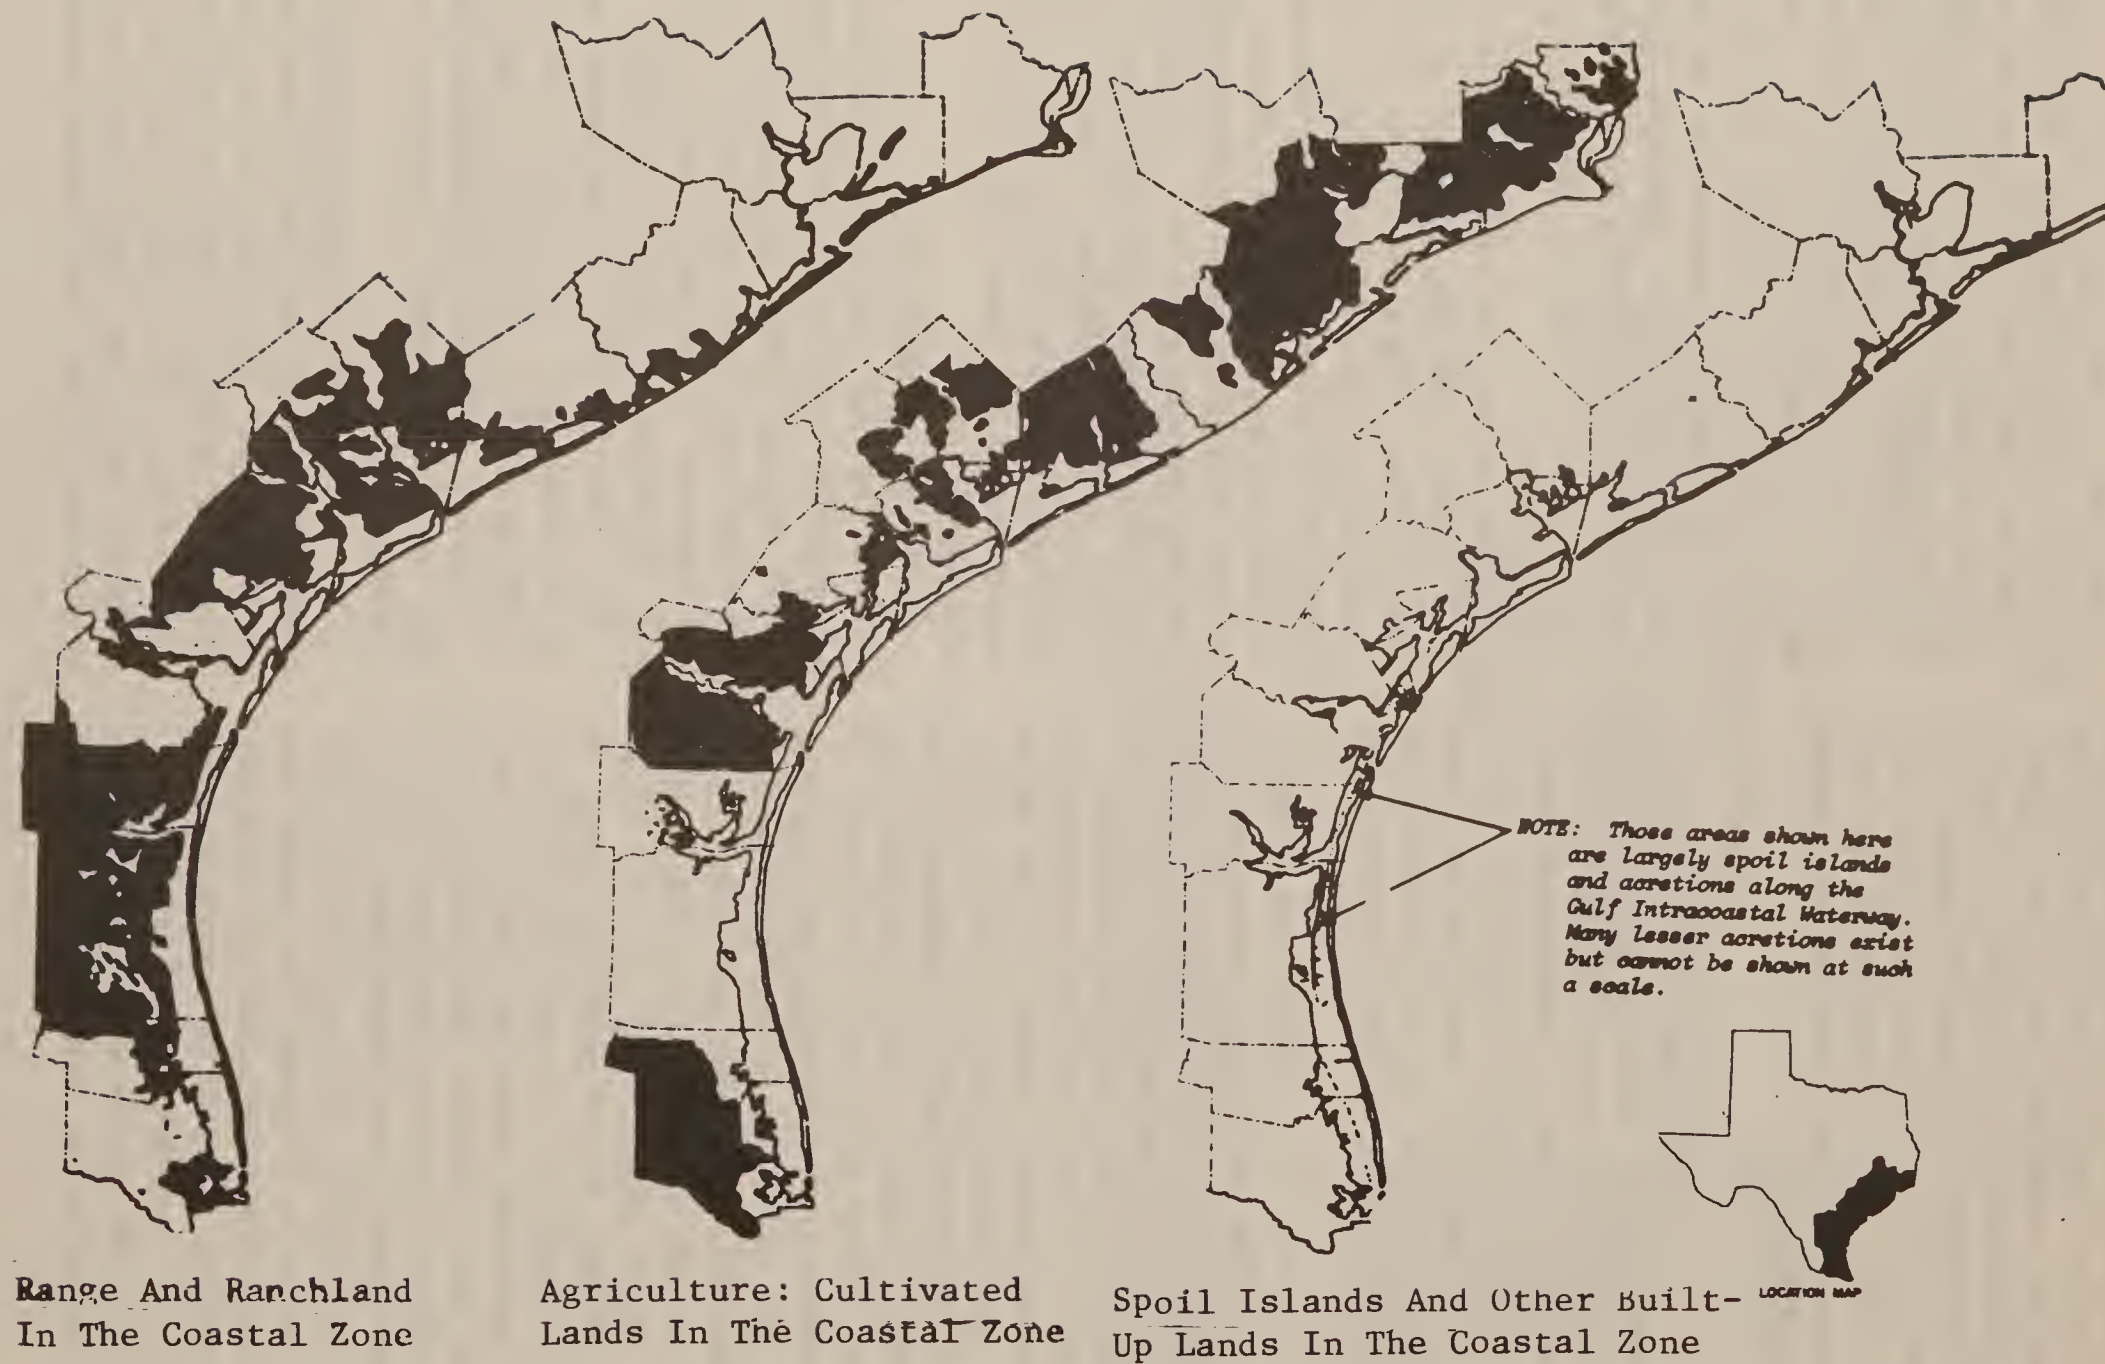 NOTE: Those areas shown here
are largely spoil islands
and acretions along the
Gulf Intracoastal Waterway.
Many lesser acretions exist
but cannot be shown at such
a scale.
Range And Ranchland
In The Coastal Zone
Agriculture: Cultivated
Lands In The Coastal Zone
Spoil Islands And Other Built-
Up Lands In The Coastal Zone
LOCATION MAP